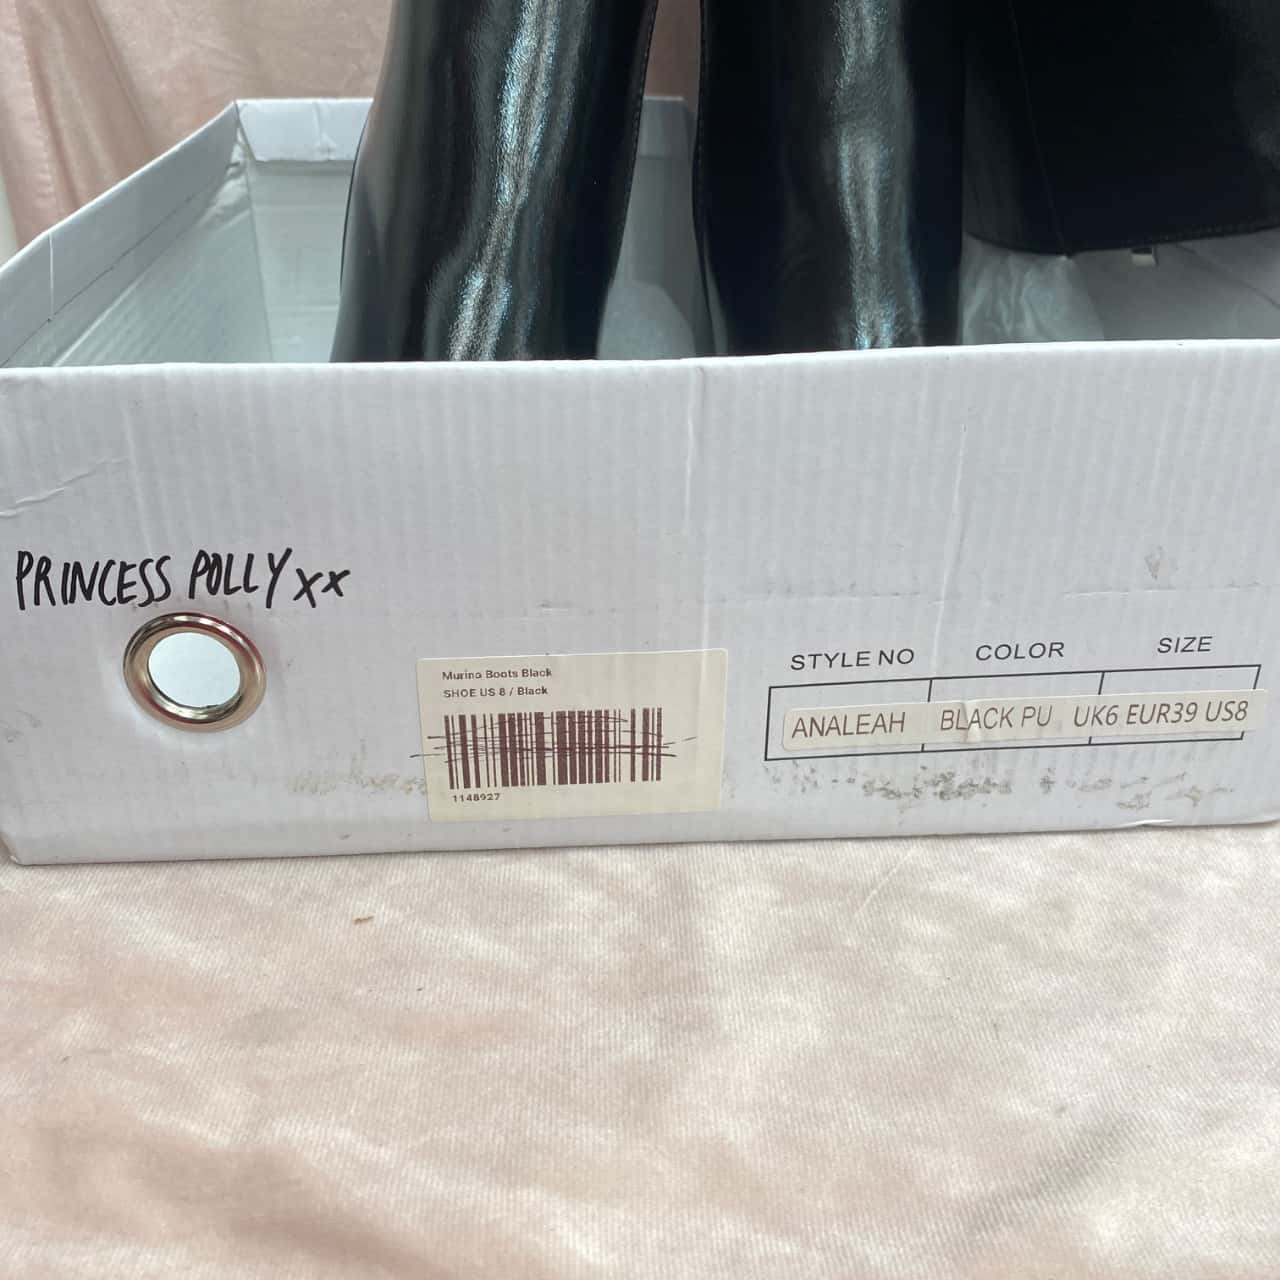 PRINCESS POLLY xx
Murino Boots Black
SHOE US 8 / Black
1148927
STYLE NO COLOR SIZE
ANALEAH BLACK PU UK6 EUR39 US8